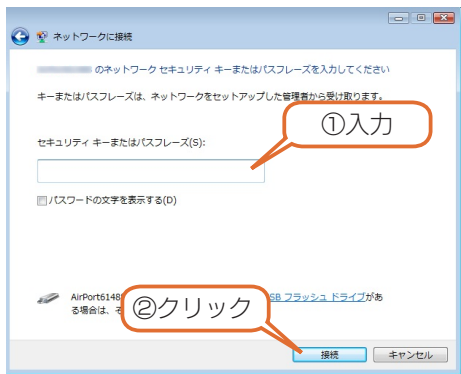 ネットワークに接続
のネットワーク セキュリティ キーまたはパスフレーズを入力してください
キーまたはパスフレーズは、ネットワークをセットアップした管理者から受け取ります。
①入力
セキュリティ キーまたはパスフレーズ(S):
パスワードの文字を表示する(D)
AirPort6148
SB フラッシュ ドライブがあ
る場合は、そ
②クリック
接続
キャンセル